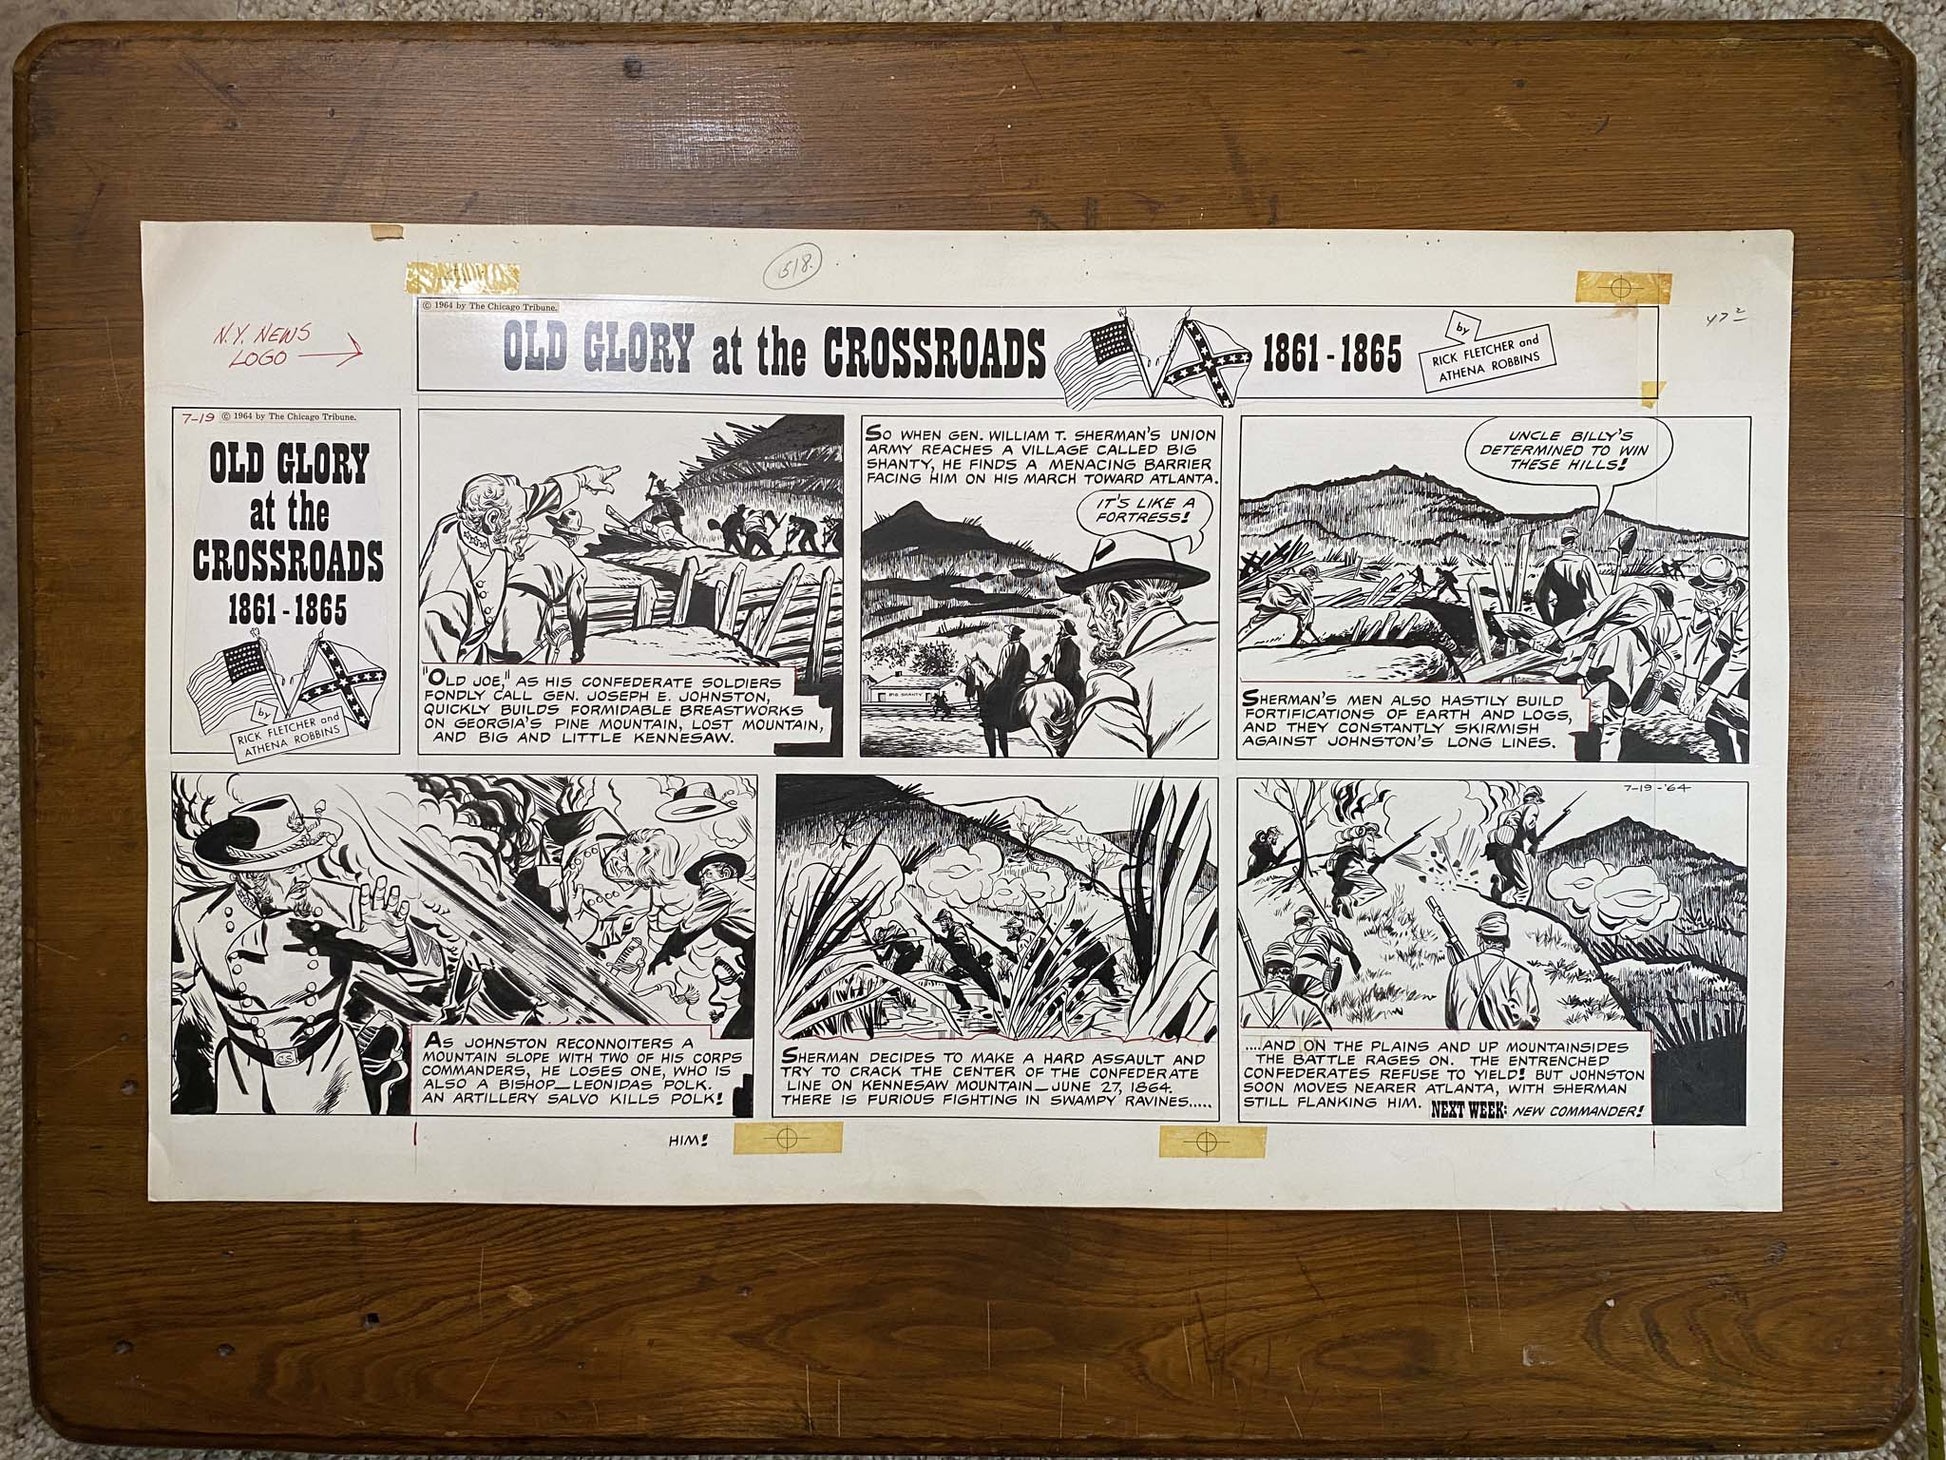 518.
N.Y. NEWS
LOGO
© 1964 by The Chicago Tribune.
OLD GLORY at the CROSSROADS 1861-1865
by
RICK FLETCHER and
ATHENA ROBBINS
7-19 © 1964 by The Chicago Tribune.
OLD GLORY
at the
CROSSROADS
1861-1865
by
RICK FLETCHER and
ATHENA ROBBINS
"OLD JOE," AS HIS CONFEDERATE SOLDIERS
FONDLY CALL GEN. JOSEPH E. JOHNSTON,
QUICKLY BUILDS FORMIDABLE BREASTWORKS
ON GEORGIA'S PINE MOUNTAIN, LOST MOUNTAIN,
AND BIG AND LITTLE KENNESAW.
SO WHEN GEN. WILLIAM T. SHERMAN'S UNION
ARMY REACHES A VILLAGE CALLED BIG
SHANTY, HE FINDS A MENACING BARRIER
FACING HIM ON HIS MARCH TOWARD ATLANTA.
IT'S LIKE A
FORTRESS!
BIG SHANTY
UNCLE BILLY'S
DETERMINED TO WIN
THESE HILLS!
SHERMAN'S MEN ALSO HASTILY BUILD
FORTIFICATIONS OF EARTH AND LOGS,
AND THEY CONSTANTLY SKIRMISH
AGAINST JOHNSTON'S LONG LINES.
CS
AS JOHNSTON RECONNOITERS A
MOUNTAIN SLOPE WITH TWO OF HIS CORPS
COMMANDERS, HE LOSES ONE, WHO IS
ALSO A BISHOP—LEONIDAS POLK.
AN ARTILLERY SALVO KILLS POLK!
SHERMAN DECIDES TO MAKE A HARD ASSAULT AND
TRY TO CRACK THE CENTER OF THE CONFEDERATE
LINE ON KENNESAW MOUNTAIN—JUNE 27, 1864.
THERE IS FURIOUS FIGHTING IN SWAMPY RAVINES.....
7-19-'64
....AND ON THE PLAINS AND UP MOUNTAINSIDES
THE BATTLE RAGES ON. THE ENTRENCHED
CONFEDERATES REFUSE TO YIELD! BUT JOHNSTON
SOON MOVES NEARER ATLANTA, WITH SHERMAN
STILL FLANKING HIM. NEXT WEEK: NEW COMMANDER!
HIM!